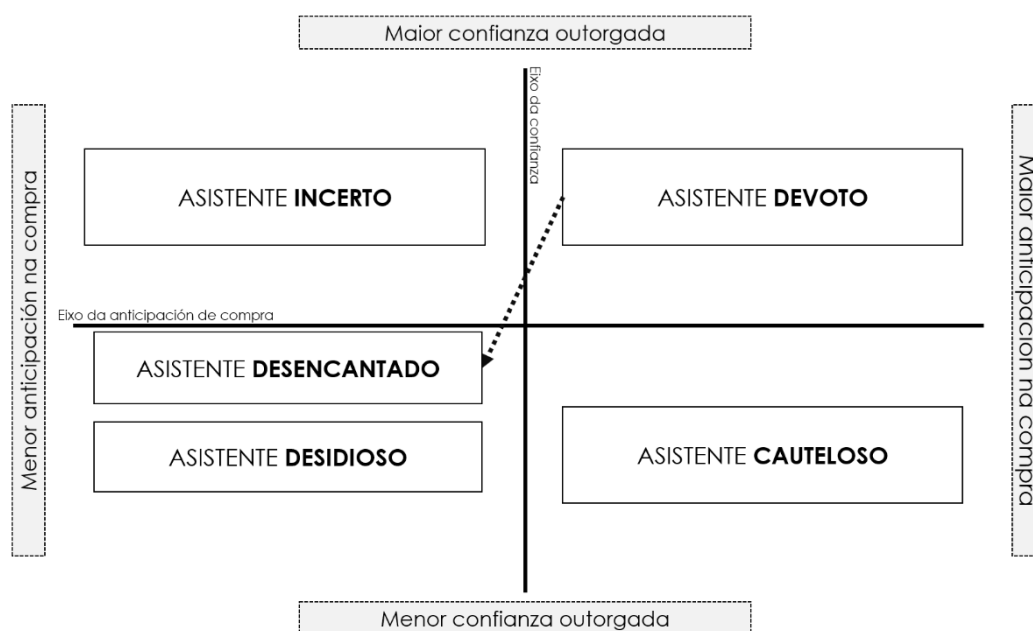 Maior confianza outorgada
Eixo da confianza
Menor anticipación na compra
Maior anticipación na compra
ASISTENTE INCERTO
ASISTENTE DEVOTO
Eixo da anticipación de compra
ASISTENTE DESENCANTADO
ASISTENTE DESIDIOSO
ASISTENTE CAUTELOSO
Menor confianza outorgada